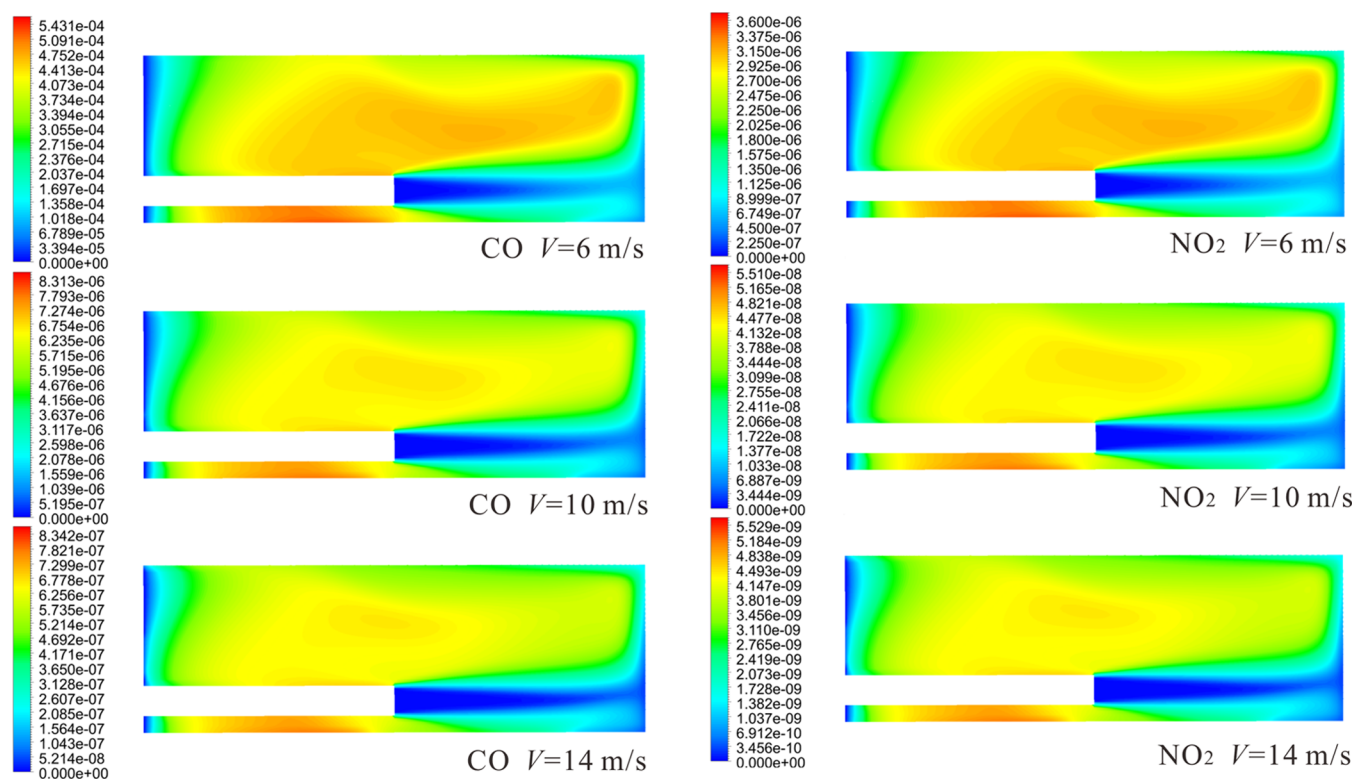 5.431e-04
5.091e-04
4.752e-04
4.413e-04
4.073e-04
3.734e-04
3.394e-04
3.055e-04
2.715e-04
2.376e-04
2.037e-04
1.697e-04
1.358e-04
1.018e-04
6.789e-05
3.394e-05
0.000e+00
CO V=6 m/s
3.600e-06
3.375e-06
3.150e-06
2.925e-06
2.700e-06
2.475e-06
2.250e-06
2.025e-06
1.800e-06
1.575e-06
1.350e-06
1.125e-06
8.999e-07
6.749e-07
4.500e-07
2.250e-07
0.000e+00
NO2 V=6 m/s
8.313e-06
7.793e-06
7.274e-06
6.754e-06
6.235e-06
5.715e-06
5.195e-06
4.676e-06
4.156e-06
3.637e-06
3.117e-06
2.598e-06
2.078e-06
1.559e-06
1.039e-06
5.195e-07
0.000e+00
CO V=10 m/s
5.510e-08
5.165e-08
4.821e-08
4.477e-08
4.132e-08
3.788e-08
3.444e-08
3.099e-08
2.755e-08
2.411e-08
2.066e-08
1.722e-08
1.377e-08
1.033e-08
6.887e-09
3.444e-09
0.000e+00
NO2 V=10 m/s
8.342e-07
7.821e-07
7.299e-07
6.778e-07
6.256e-07
5.735e-07
5.214e-07
4.692e-07
4.171e-07
3.650e-07
3.128e-07
2.607e-07
2.085e-07
1.564e-07
1.043e-07
5.214e-08
0.000e+00
CO V=14 m/s
5.529e-09
5.184e-09
4.838e-09
4.493e-09
4.147e-09
3.801e-09
3.456e-09
3.110e-09
2.765e-09
2.419e-09
2.073e-09
1.728e-09
1.382e-09
1.037e-09
6.912e-10
3.456e-10
0.000e+00
NO2 V=14 m/s